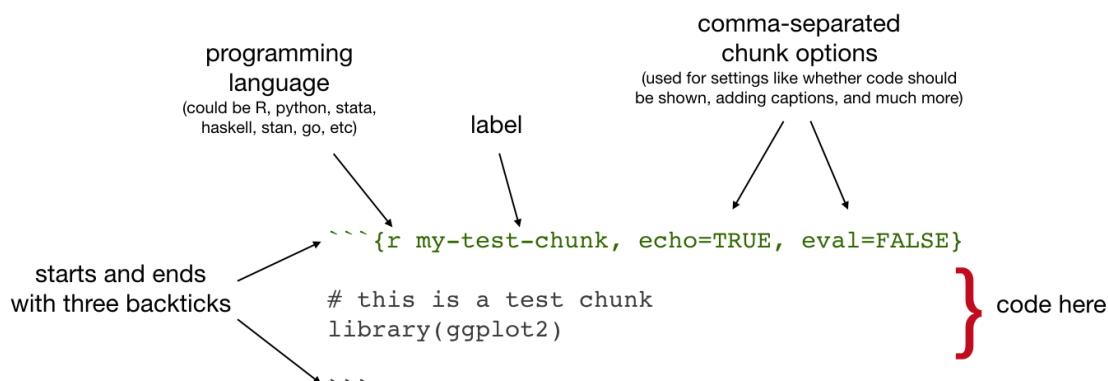 programming
language
(could be R, python, stata,
haskell, stan, go, etc)
label
comma-separated
chunk options
(used for settings like whether code should
be shown, adding captions, and much more)
starts and ends
with three backticks
```{r my-test-chunk, echo=TRUE, eval=FALSE}
# this is a test chunk
library(ggplot2)
```
code here